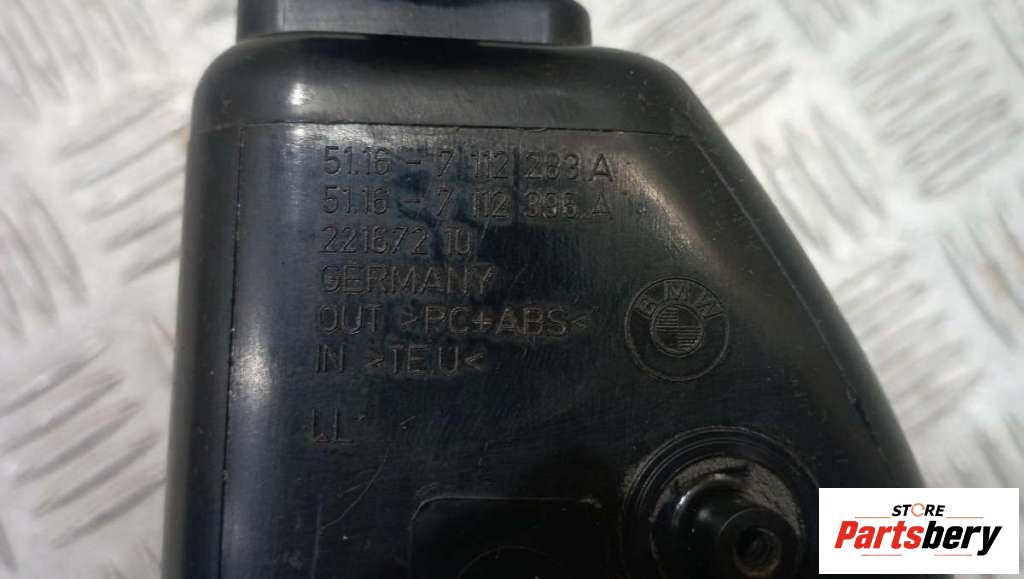 51.16 - 7 112 283.A
51.16 - 7 112 396.A
221672 10
GERMANY
OUT >PC+ABS<
IN >TEU<
BMW
LL
STORE
Partsbery